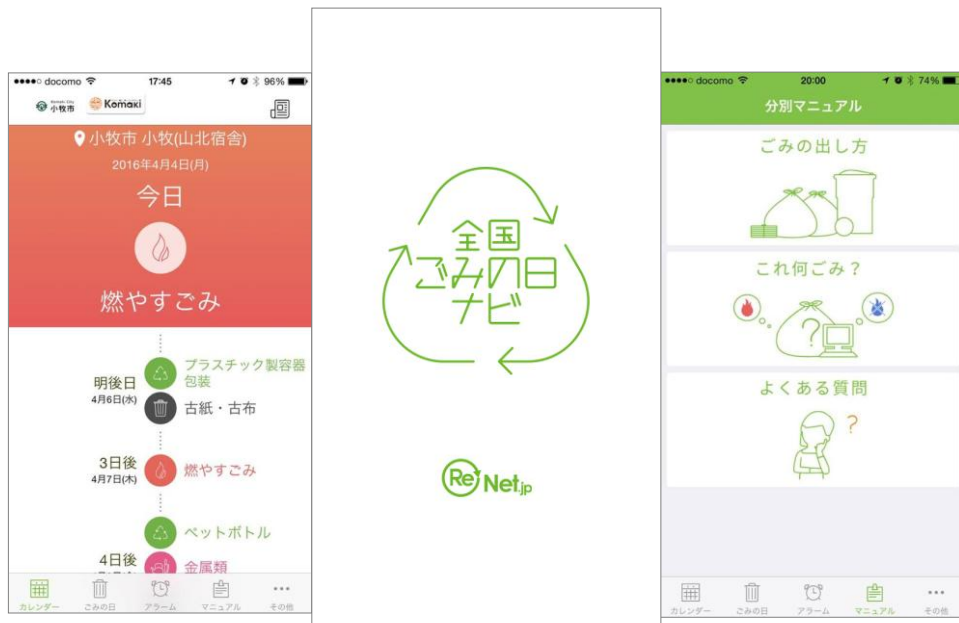 docomo 17:45 96%
Komaki City
小牧市
Komaki
小牧市 小牧(山北宿舎)
2016年4月4日(月)
今日
燃やすごみ
明後日
4月6日(水)
プラスチック製容器
包装
古紙・古布
3日後
4月7日(木)
燃やすごみ
4日後
ペットボトル
金属類
カレンダー ごみの日 アラーム マニュアル その他
全国
ごみの日
ナビ
ReNet.jp
docomo 20:00 74%
分別マニュアル
ごみの出し方
これ何ごみ？
?
よくある質問
?
カレンダー ごみの日 アラーム マニュアル その他